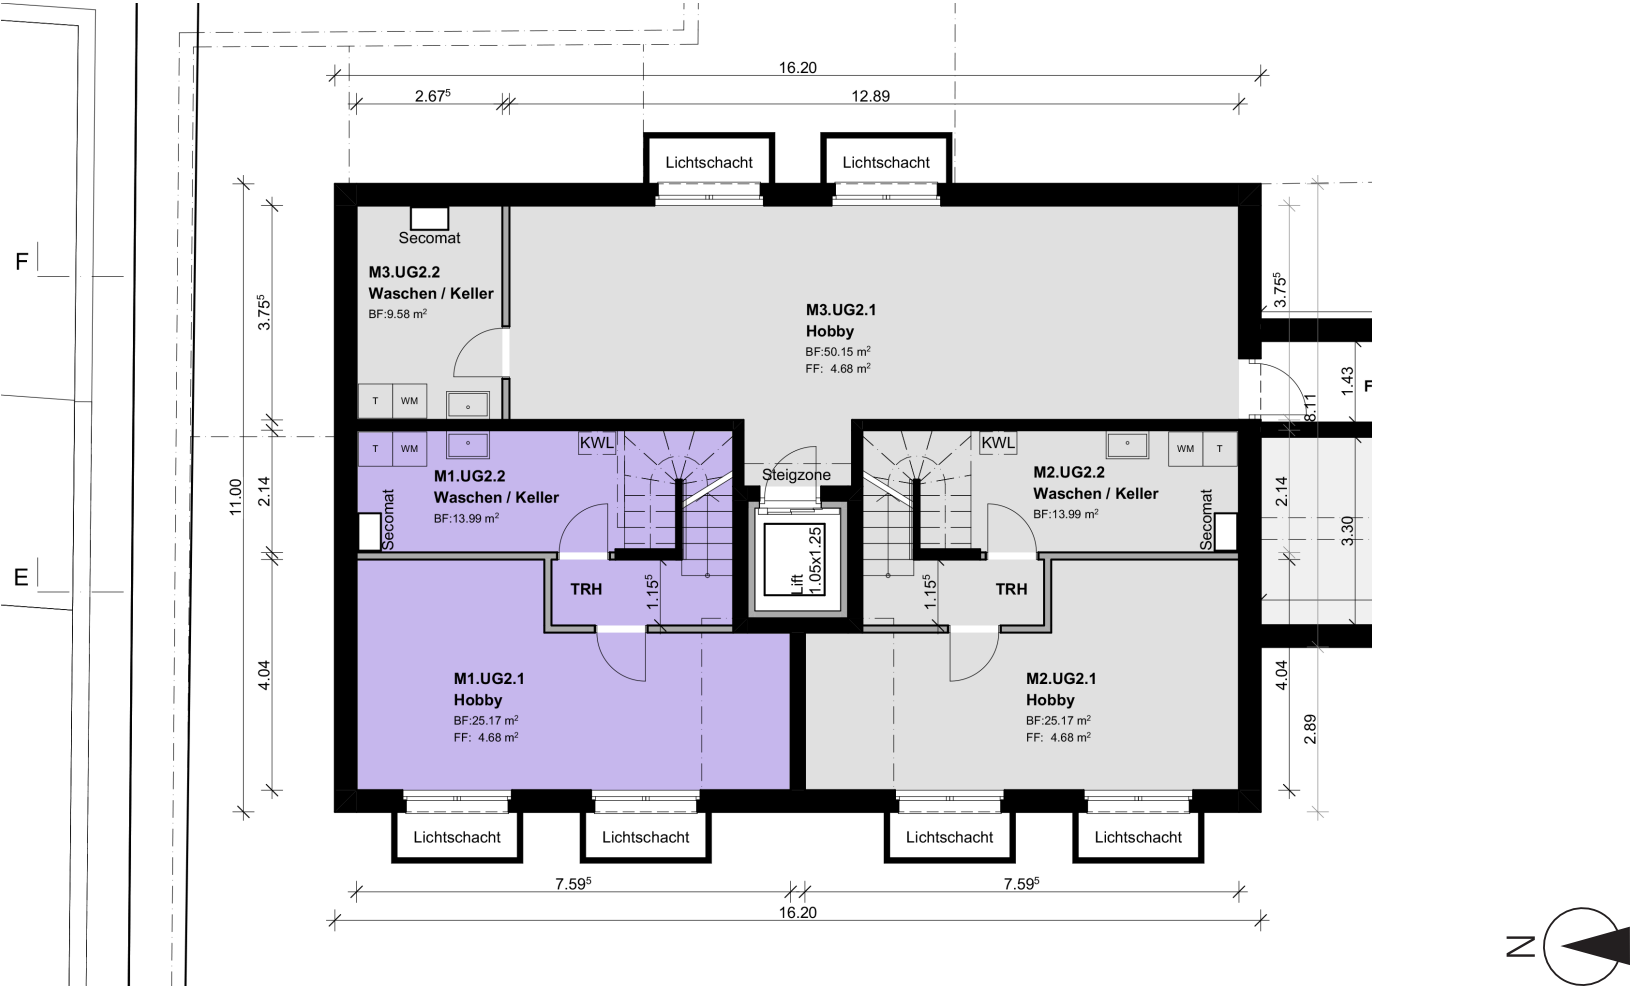 16.20
2.67⁵
12.89
Lichtschacht
Lichtschacht
Secomat
F
M3.UG2.2
Waschen / Keller
BF:9.58 m²
3.75⁵
3.75⁵
M3.UG2.1
Hobby
BF:50.15 m²
FF: 4.68 m²
T
WM
1.43
F
8.11
T
WM
KWL
KWL
WM
T
M1.UG2.2
Waschen / Keller
BF:13.99 m²
Steigzone
M2.UG2.2
Waschen / Keller
BF:13.99 m²
11.00
2.14
2.14
Secomat
Secomat
3.30
E
TRH
1.15⁵
Lift
1.05x1.25
1.15⁵
TRH
M1.UG2.1
Hobby
BF:25.17 m²
FF: 4.68 m²
M2.UG2.1
Hobby
BF:25.17 m²
FF: 4.68 m²
4.04
4.04
2.89
Lichtschacht
Lichtschacht
Lichtschacht
Lichtschacht
7.59⁵
7.59⁵
16.20
N